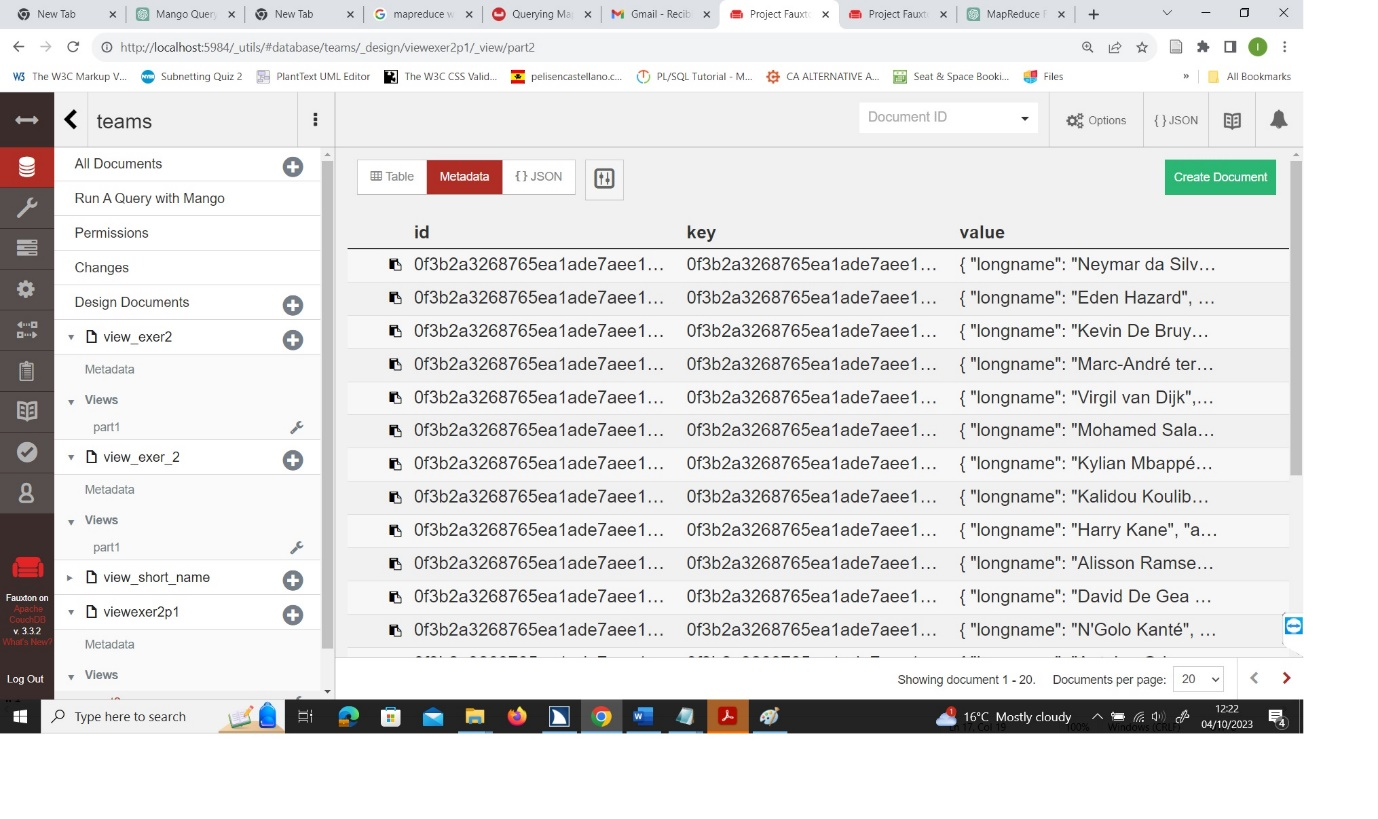 New Tab
Mango Query
New Tab
mapreduce w
Querying Ma
Gmail - Recib
Project Fauxto
Project Fauxto
MapReduce F
http://localhost:5984/_utils/#database/teams/_design/viewexer2p1/_view/part2
The W3C Markup V...
Subnetting Quiz 2
PlantText UML Editor
The W3C CSS Valid...
pelisencastellano.c...
PL/SQL Tutorial - M...
CA ALTERNATIVE A...
Seat & Space Booki...
Files
»
All Bookmarks
teams
Document ID
Options
{ } JSON
All Documents
Run A Query with Mango
Permissions
Changes
Design Documents
view_exer2
Metadata
Views
part1
view_exer_2
Metadata
Views
part1
view_short_name
viewexer2p1
Metadata
Views
Fauxton on
Apache
CouchDB
v. 3.3.2
What's New?
Log Out
Table
Metadata
{ } JSON
Create Document
id key value
0f3b2a3268765ea1ade7aee1... 0f3b2a3268765ea1ade7aee1... { "longname": "Neymar da Silv...
0f3b2a3268765ea1ade7aee1... 0f3b2a3268765ea1ade7aee1... { "longname": "Eden Hazard", ...
0f3b2a3268765ea1ade7aee1... 0f3b2a3268765ea1ade7aee1... { "longname": "Kevin De Bruy...
0f3b2a3268765ea1ade7aee1... 0f3b2a3268765ea1ade7aee1... { "longname": "Marc-André ter...
0f3b2a3268765ea1ade7aee1... 0f3b2a3268765ea1ade7aee1... { "longname": "Virgil van Dijk",...
0f3b2a3268765ea1ade7aee1... 0f3b2a3268765ea1ade7aee1... { "longname": "Mohamed Sala...
0f3b2a3268765ea1ade7aee1... 0f3b2a3268765ea1ade7aee1... { "longname": "Kylian Mbappé...
0f3b2a3268765ea1ade7aee1... 0f3b2a3268765ea1ade7aee1... { "longname": "Kalidou Koulib...
0f3b2a3268765ea1ade7aee1... 0f3b2a3268765ea1ade7aee1... { "longname": "Harry Kane", "a...
0f3b2a3268765ea1ade7aee1... 0f3b2a3268765ea1ade7aee1... { "longname": "Alisson Ramse...
0f3b2a3268765ea1ade7aee1... 0f3b2a3268765ea1ade7aee1... { "longname": "David De Gea ...
0f3b2a3268765ea1ade7aee1... 0f3b2a3268765ea1ade7aee1... { "longname": "N'Golo Kanté", ...
Showing document 1 - 20. Documents per page: 20
Type here to search
16°C Mostly cloudy
12:22
04/10/2023
4